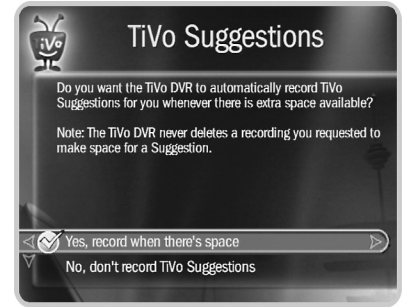 TiVo
TiVo Suggestions
Do you want the TiVo DVR to automatically record TiVo
Suggestions for you whenever there is extra space available?
Note: The TiVo DVR never deletes a recording you requested to
make space for a Suggestion.
Yes, record when there's space
No, don't record TiVo Suggestions